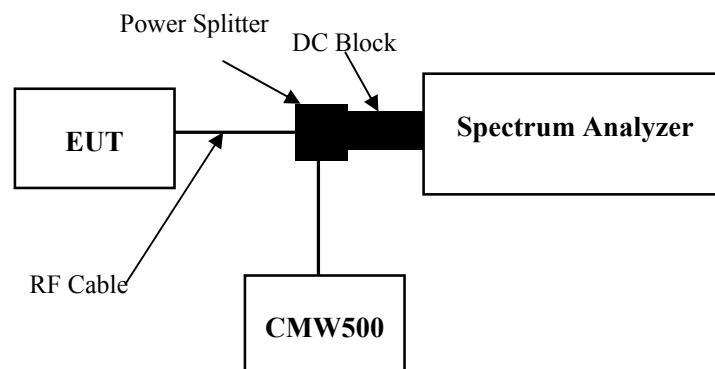 Power Splitter
DC Block
EUT
Spectrum Analyzer
RF Cable
CMW500